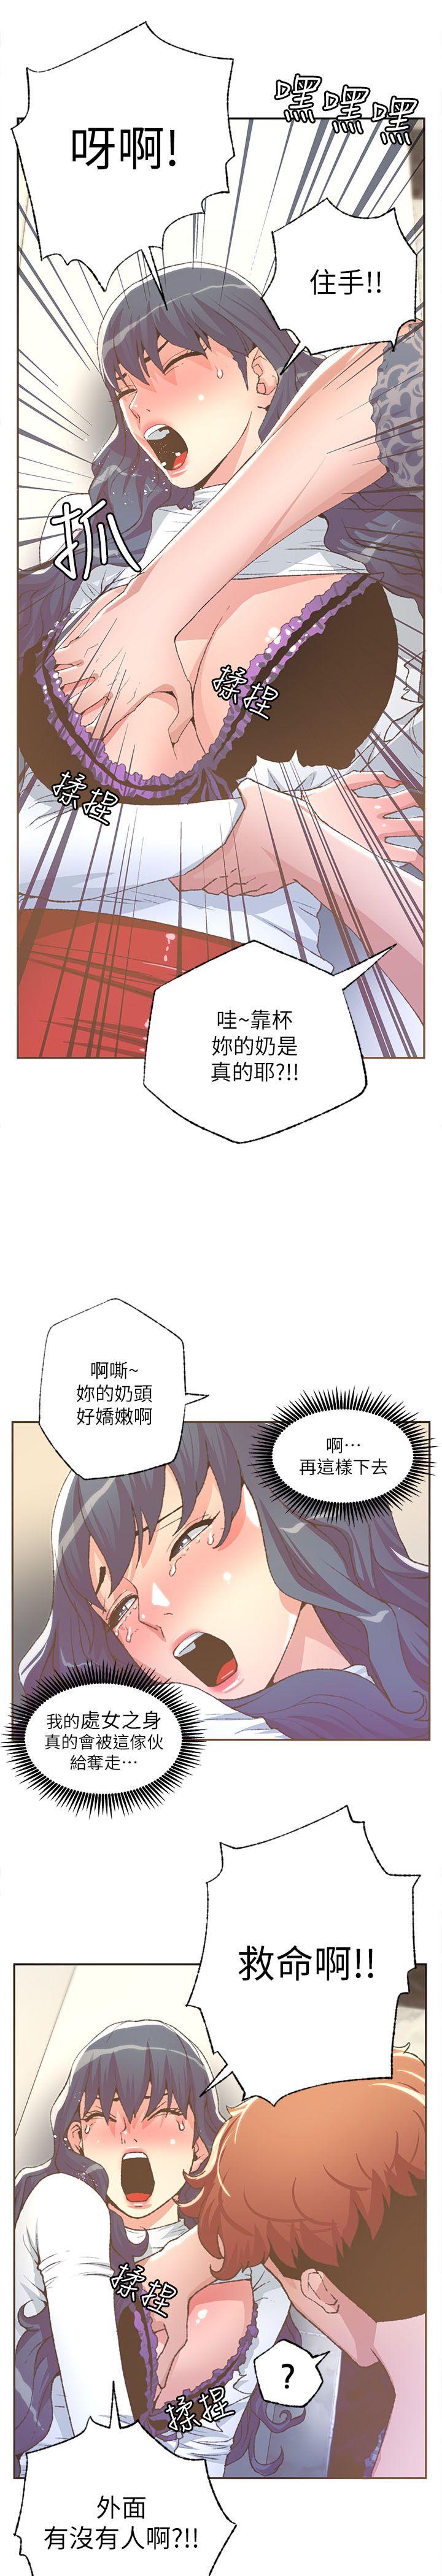 嘿嘿嘿
呀啊!
住手!!
抓
揉捏
揉捏
哇~靠杯
妳的奶是
真的耶?!!
啊嘶~
妳的奶頭
好嬌嫩啊
啊…
再這樣下去
我的處女之身
真的會被這傢伙
給奪走…
救命啊!!
揉捏
?
揉捏
外面
有沒有人啊?!!